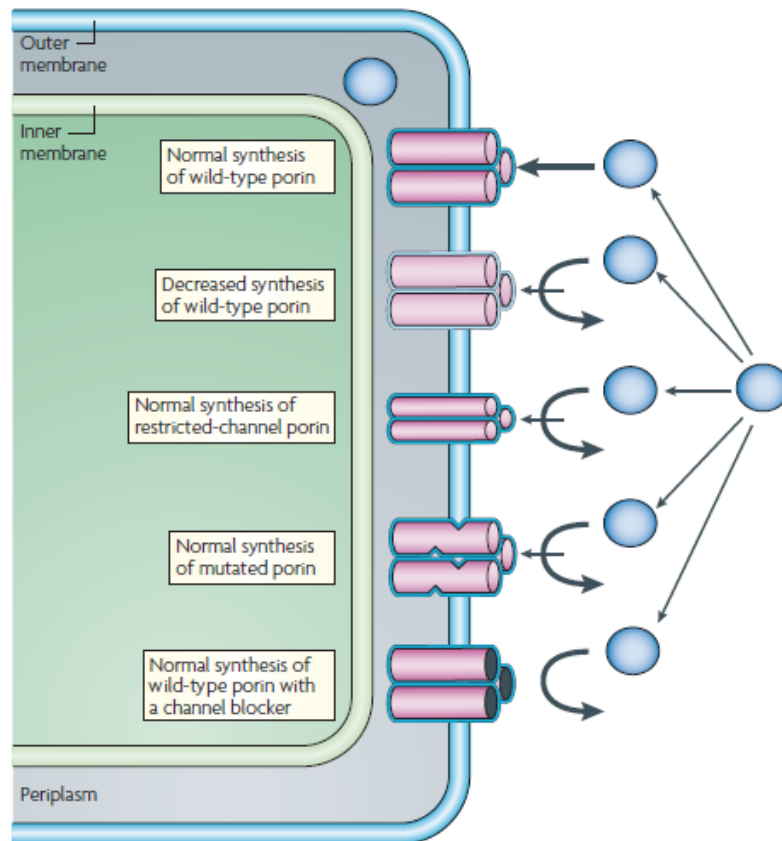 Outer
membrane
Inner
membrane
Normal synthesis
of wild-type porin
Decreased synthesis
of wild-type porin
Normal synthesis of
restricted-channel porin
Normal synthesis
of mutated porin
Normal synthesis of
wild-type porin with
a channel blocker
Periplasm